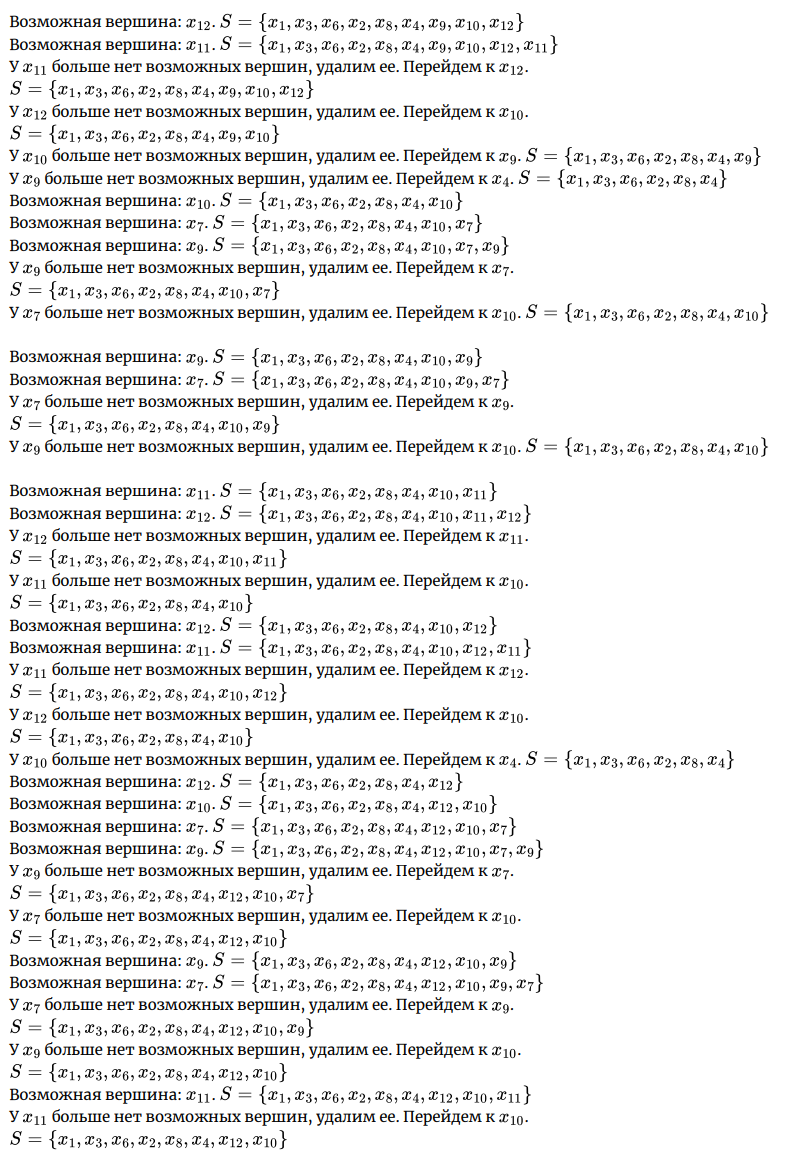 Возможная вершина: x₁₂. S = {x₁, x₃, x₆, x₂, x₈, x₄, x₉, x₁₀, x₁₂}
Возможная вершина: x₁₁. S = {x₁, x₃, x₆, x₂, x₈, x₄, x₉, x₁₀, x₁₂, x₁₁}
У x₁₁ больше нет возможных вершин, удалим ее. Перейдем к x₁₂.
S = {x₁, x₃, x₆, x₂, x₈, x₄, x₉, x₁₀, x₁₂}
У x₁₂ больше нет возможных вершин, удалим ее. Перейдем к x₁₀.
S = {x₁, x₃, x₆, x₂, x₈, x₄, x₉, x₁₀}
У x₁₀ больше нет возможных вершин, удалим ее. Перейдем к x₉. S = {x₁, x₃, x₆, x₂, x₈, x₄, x₉}
У x₉ больше нет возможных вершин, удалим ее. Перейдем к x₄. S = {x₁, x₃, x₆, x₂, x₈, x₄}
Возможная вершина: x₁₀. S = {x₁, x₃, x₆, x₂, x₈, x₄, x₁₀}
Возможная вершина: x₇. S = {x₁, x₃, x₆, x₂, x₈, x₄, x₁₀, x₇}
Возможная вершина: x₉. S = {x₁, x₃, x₆, x₂, x₈, x₄, x₁₀, x₇, x₉}
У x₉ больше нет возможных вершин, удалим ее. Перейдем к x₇.
S = {x₁, x₃, x₆, x₂, x₈, x₄, x₁₀, x₇}
У x₇ больше нет возможных вершин, удалим ее. Перейдем к x₁₀. S = {x₁, x₃, x₆, x₂, x₈, x₄, x₁₀}
Возможная вершина: x₉. S = {x₁, x₃, x₆, x₂, x₈, x₄, x₁₀, x₉}
Возможная вершина: x₇. S = {x₁, x₃, x₆, x₂, x₈, x₄, x₁₀, x₉, x₇}
У x₇ больше нет возможных вершин, удалим ее. Перейдем к x₉.
S = {x₁, x₃, x₆, x₂, x₈, x₄, x₁₀, x₉}
У x₉ больше нет возможных вершин, удалим ее. Перейдем к x₁₀. S = {x₁, x₃, x₆, x₂, x₈, x₄, x₁₀}
Возможная вершина: x₁₁. S = {x₁, x₃, x₆, x₂, x₈, x₄, x₁₀, x₁₁}
Возможная вершина: x₁₂. S = {x₁, x₃, x₆, x₂, x₈, x₄, x₁₀, x₁₁, x₁₂}
У x₁₂ больше нет возможных вершин, удалим ее. Перейдем к x₁₁.
S = {x₁, x₃, x₆, x₂, x₈, x₄, x₁₀, x₁₁}
У x₁₁ больше нет возможных вершин, удалим ее. Перейдем к x₁₀.
S = {x₁, x₃, x₆, x₂, x₈, x₄, x₁₀}
Возможная вершина: x₁₂. S = {x₁, x₃, x₆, x₂, x₈, x₄, x₁₀, x₁₂}
Возможная вершина: x₁₁. S = {x₁, x₃, x₆, x₂, x₈, x₄, x₁₀, x₁₂, x₁₁}
У x₁₁ больше нет возможных вершин, удалим ее. Перейдем к x₁₂.
S = {x₁, x₃, x₆, x₂, x₈, x₄, x₁₀, x₁₂}
У x₁₂ больше нет возможных вершин, удалим ее. Перейдем к x₁₀.
S = {x₁, x₃, x₆, x₂, x₈, x₄, x₁₀}
У x₁₀ больше нет возможных вершин, удалим ее. Перейдем к x₄. S = {x₁, x₃, x₆, x₂, x₈, x₄}
Возможная вершина: x₁₂. S = {x₁, x₃, x₆, x₂, x₈, x₄, x₁₂}
Возможная вершина: x₁₀. S = {x₁, x₃, x₆, x₂, x₈, x₄, x₁₂, x₁₀}
Возможная вершина: x₇. S = {x₁, x₃, x₆, x₂, x₈, x₄, x₁₂, x₁₀, x₇}
Возможная вершина: x₉. S = {x₁, x₃, x₆, x₂, x₈, x₄, x₁₂, x₁₀, x₇, x₉}
У x₉ больше нет возможных вершин, удалим ее. Перейдем к x₇.
S = {x₁, x₃, x₆, x₂, x₈, x₄, x₁₂, x₁₀, x₇}
У x₇ больше нет возможных вершин, удалим ее. Перейдем к x₁₀.
S = {x₁, x₃, x₆, x₂, x₈, x₄, x₁₂, x₁₀}
Возможная вершина: x₉. S = {x₁, x₃, x₆, x₂, x₈, x₄, x₁₂, x₁₀, x₉}
Возможная вершина: x₇. S = {x₁, x₃, x₆, x₂, x₈, x₄, x₁₂, x₁₀, x₉, x₇}
У x₇ больше нет возможных вершин, удалим ее. Перейдем к x₉.
S = {x₁, x₃, x₆, x₂, x₈, x₄, x₁₂, x₁₀, x₉}
У x₉ больше нет возможных вершин, удалим ее. Перейдем к x₁₀.
S = {x₁, x₃, x₆, x₂, x₈, x₄, x₁₂, x₁₀}
Возможная вершина: x₁₁. S = {x₁, x₃, x₆, x₂, x₈, x₄, x₁₂, x₁₀, x₁₁}
У x₁₁ больше нет возможных вершин, удалим ее. Перейдем к x₁₀.
S = {x₁, x₃, x₆, x₂, x₈, x₄, x₁₂, x₁₀}